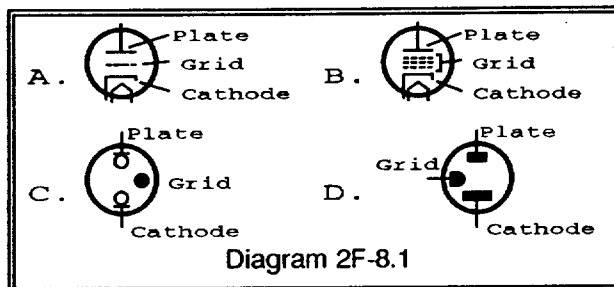 A. Plate
Grid
Cathode
B. Plate
Grid
Cathode
C. Plate
Grid
Cathode
D. Plate
Grid
Cathode
Diagram 2F-8.1